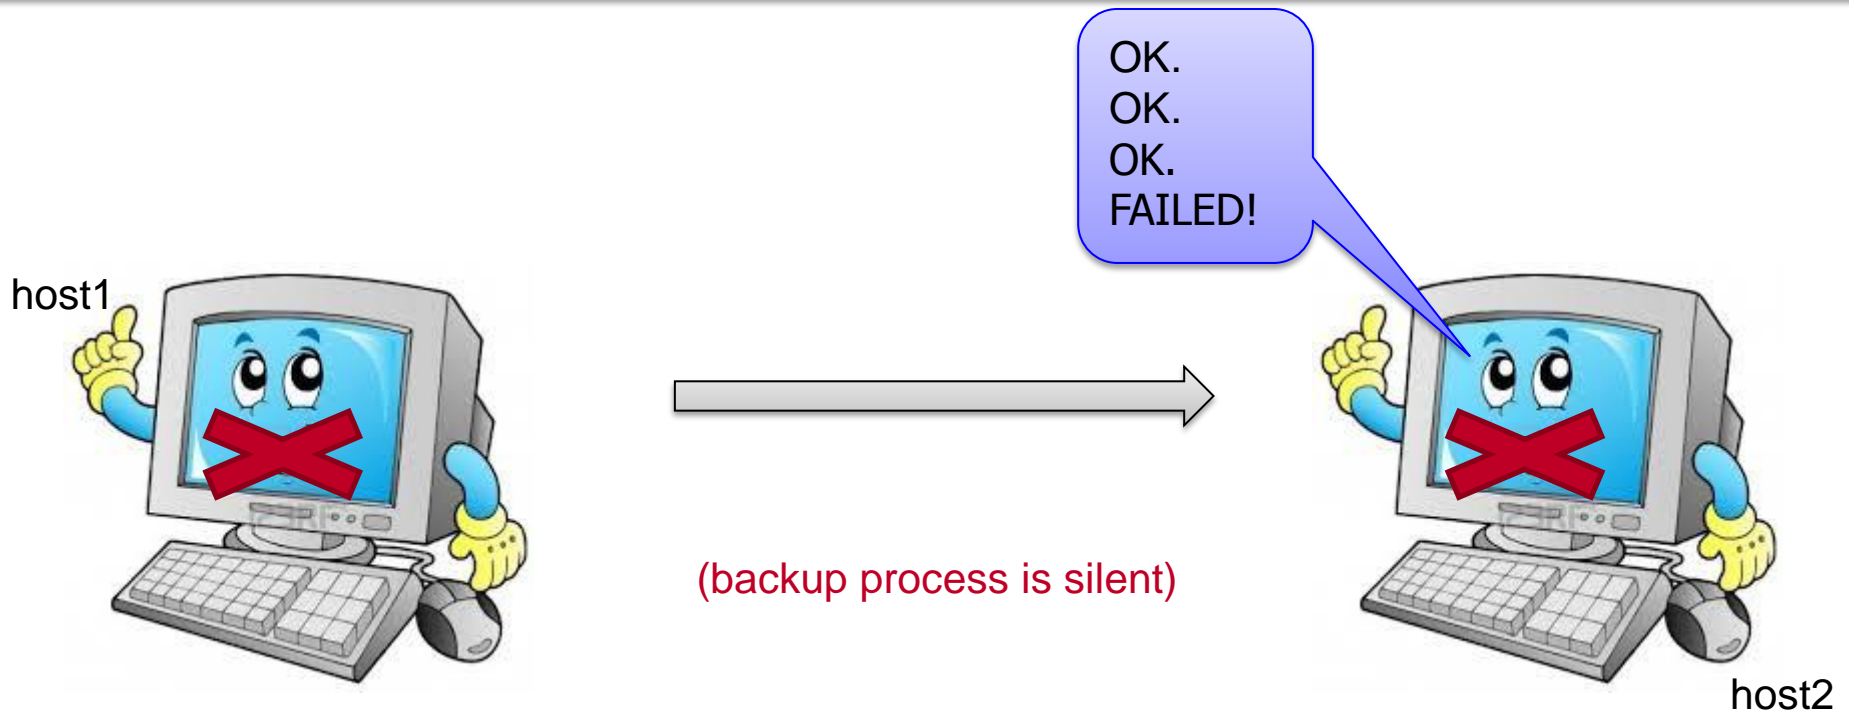 OK.
OK.
OK.
FAILED!
host1
(backup process is silent)
host2